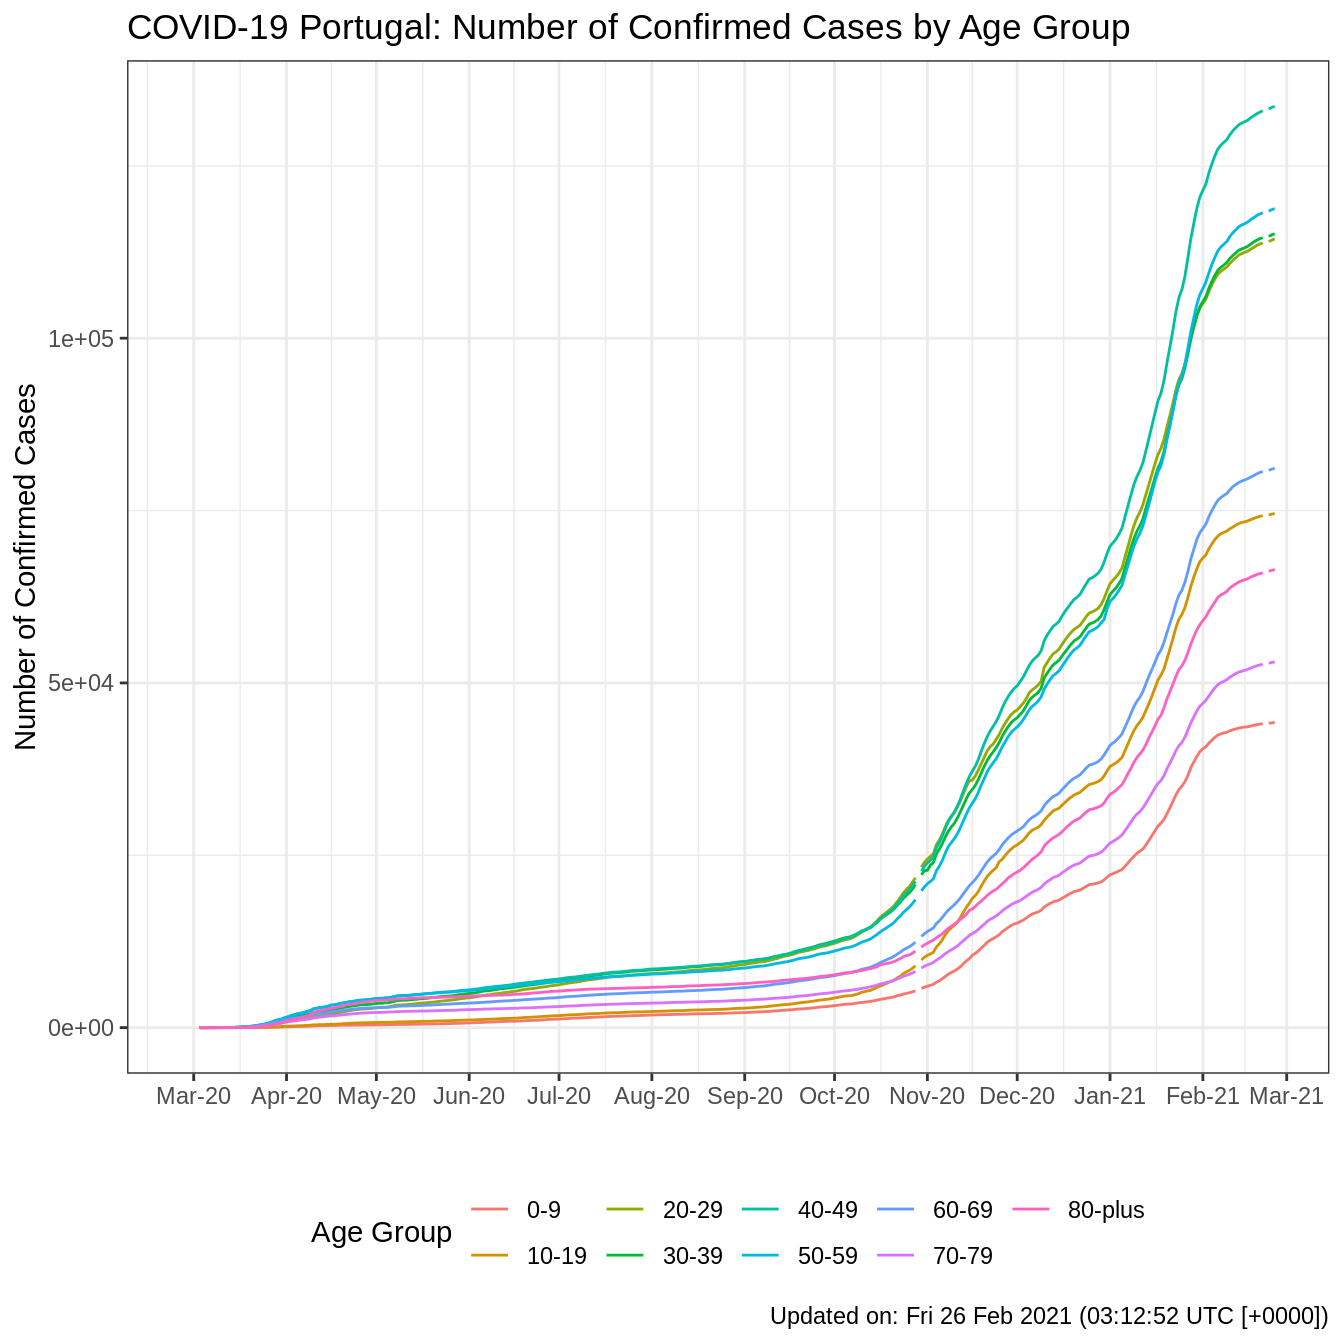 COVID-19 Portugal: Number of Confirmed Cases by Age Group
Number of Confirmed Cases
1e+05
5e+04
0e+00
Mar-20 Apr-20 May-20 Jun-20 Jul-20 Aug-20 Sep-20 Oct-20 Nov-20 Dec-20 Jan-21 Feb-21 Mar-21
Age Group
0-9 20-29 40-49 60-69 80-plus
10-19 30-39 50-59 70-79
Updated on: Fri 26 Feb 2021 (03:12:52 UTC [+0000])